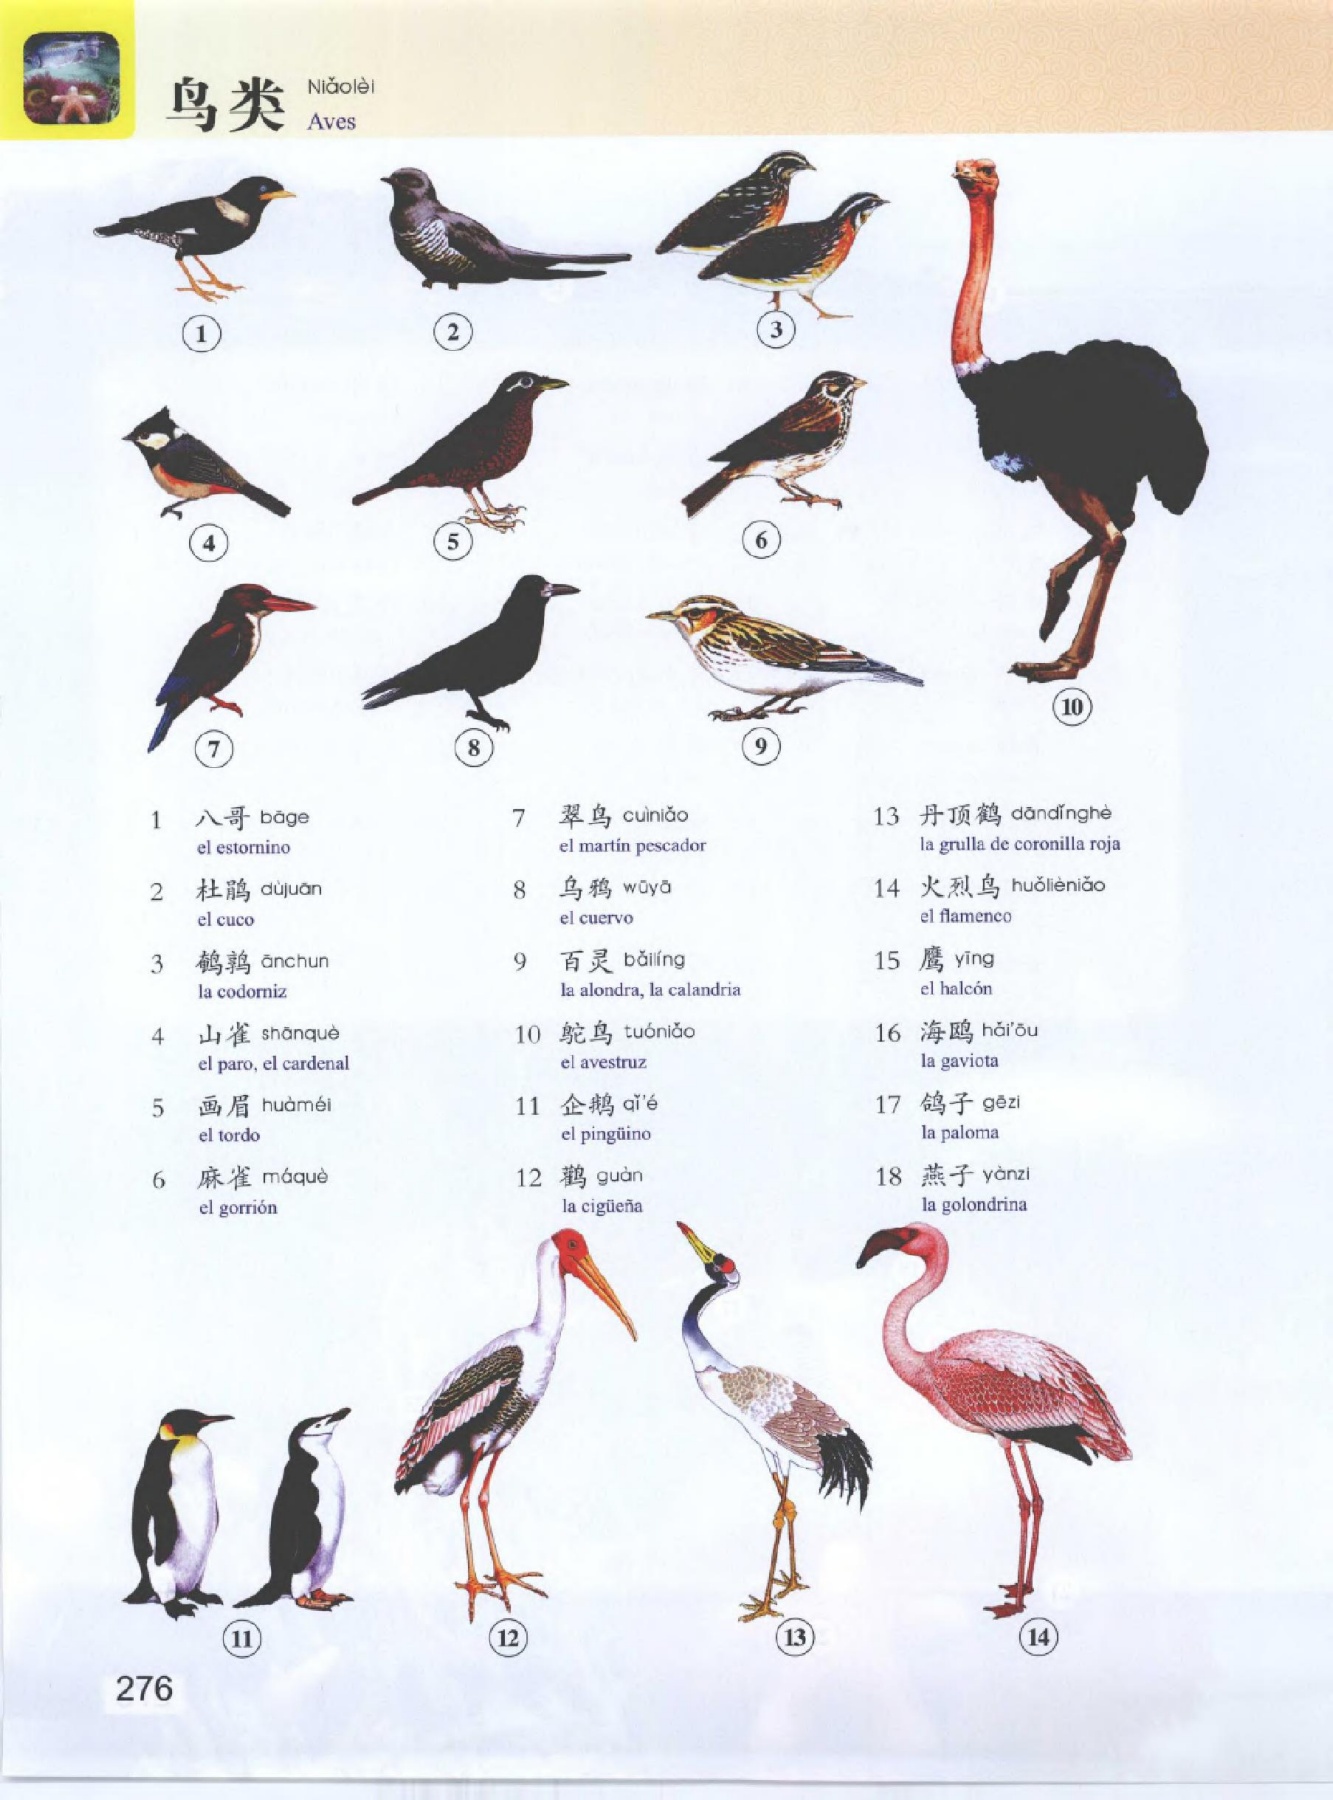 鸟类 Niǎolèi
Aves
1
2
3
4
5
6
7
8
9
10
1 八哥 bāge
el estornino
2 杜鹃 dùjuān
el cuco
3 鹌鹑 ānchun
la codorniz
4 山雀 shānquè
el paro, el cardenal
5 画眉 huàméi
el tordo
6 麻雀 máquè
el gorrión
7 翠鸟 cuìniǎo
el martín pescador
8 乌鸦 wūyā
el cuervo
9 百灵 bǎilíng
la alondra, la calandria
10 鸵鸟 tuóniǎo
el avestruz
11 企鹅 qǐ'é
el pingüino
12 鹳 guàn
la cigüeña
13 丹顶鹤 dāndǐnghè
la grulla de coronilla roja
14 火烈鸟 huǒlièniǎo
el flamenco
15 鹰 yīng
el halcón
16 海鸥 hǎi'ōu
la gaviota
17 鸽子 gēzi
la paloma
18 燕子 yànzi
la golondrina
11
12
13
14
276